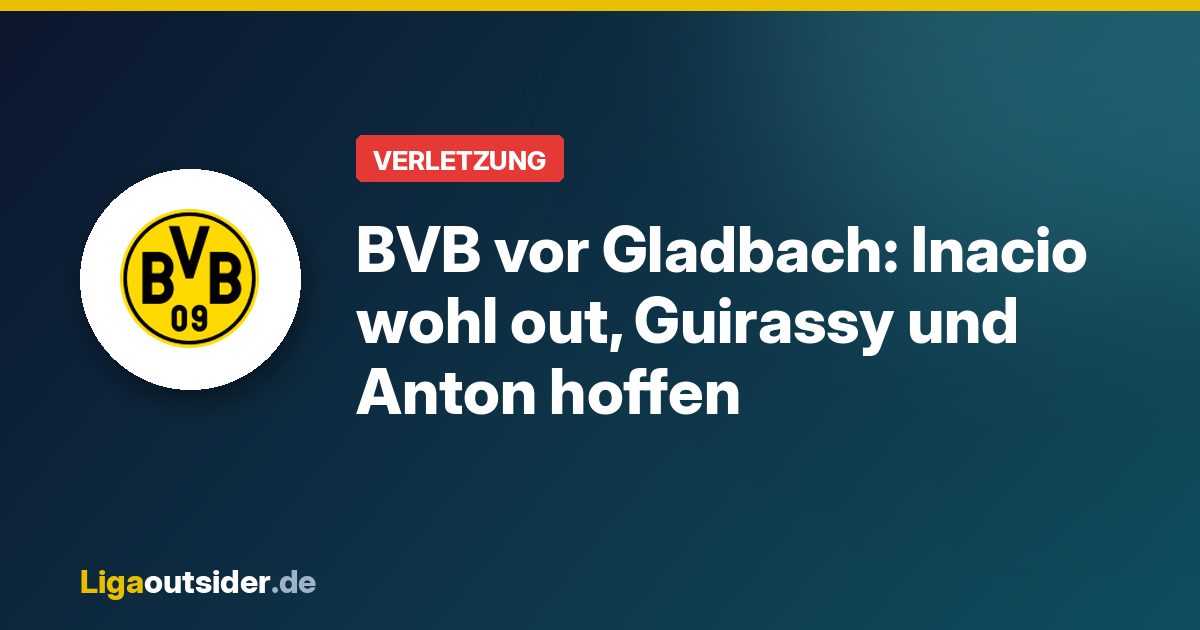 VERLETZUNG
BVB vor Gladbach: Inacio
wohl out, Guirassy und
Anton hoffen
BVB
09
Ligaoutsider.de